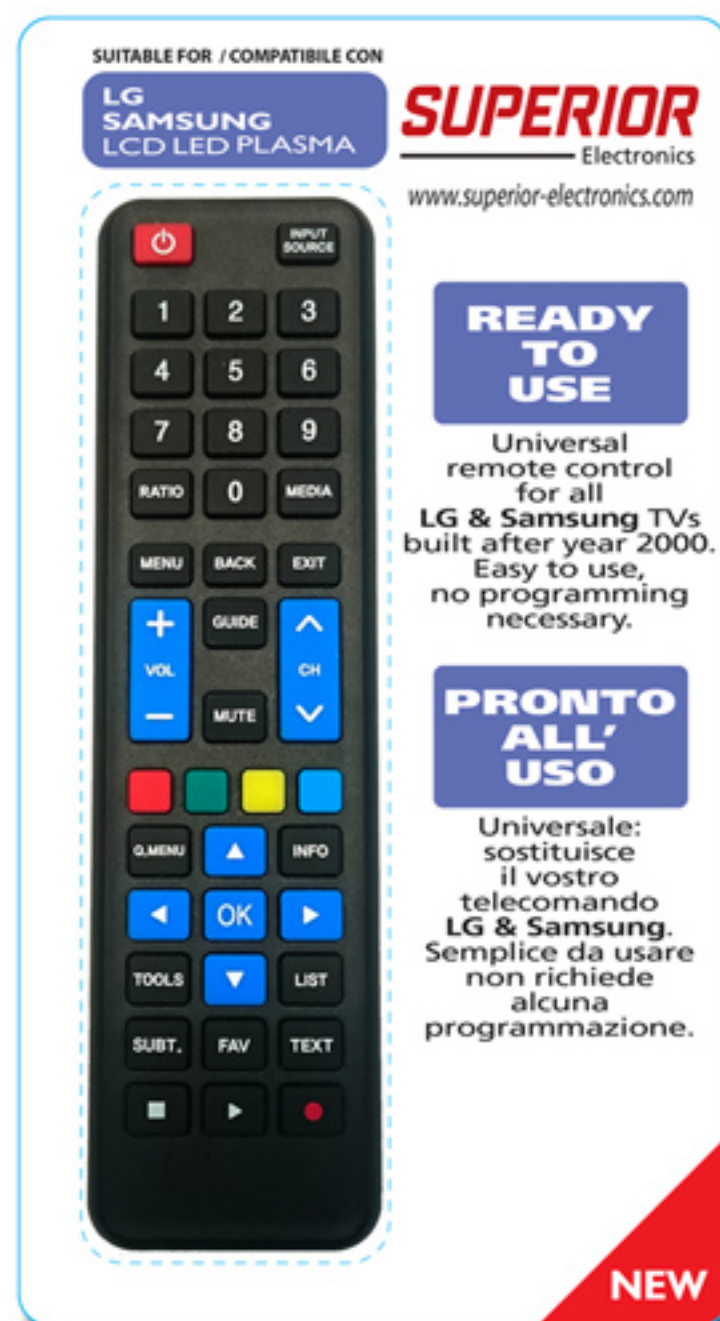 SUITABLE FOR / COMPATIBILE CON
LG
SAMSUNG
LCD LED PLASMA
SUPERIOR
Electronics
www.superior-electronics.com
INPUT
SOURCE
1 2 3
4 5 6
7 8 9
RATIO 0 MEDIA
MENU BACK EXIT
GUIDE
VOL CH
MUTE
Q.MENU INFO
OK
TOOLS LIST
SUBT. FAV TEXT
READY
TO
USE
Universal
remote control
for all
LG & Samsung TVs
built after year 2000.
Easy to use,
no programming
necessary.
PRONTO
ALL'
USO
Universale:
sostituisce
il vostro
telecomando
LG & Samsung.
Semplice da usare
non richiede
alcuna
programmazione.
NEW